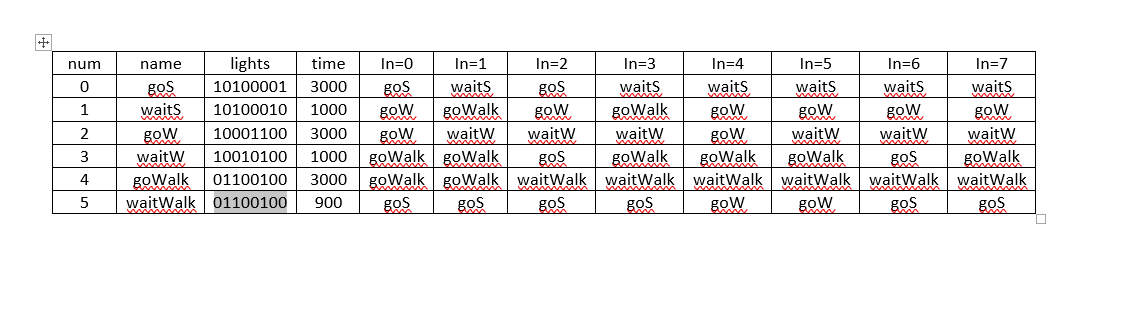 num name lights time In=0 In=1 In=2 In=3 In=4 In=5 In=6 In=7
0 goS 10100001 3000 goS waitS goS waitS waitS waitS waitS waitS
1 waitS 10100010 1000 goW goWalk goW goWalk goW goW goW goW
2 goW 10001100 3000 goW waitW waitW waitW goW waitW waitW waitW
3 waitW 10010100 1000 goWalk goWalk goS goWalk goWalk goWalk goS goWalk
4 goWalk 01100100 3000 goWalk goWalk waitWalk waitWalk waitWalk waitWalk waitWalk waitWalk
5 waitWalk 01100100 900 goS goS goS goS goW goW goS goS